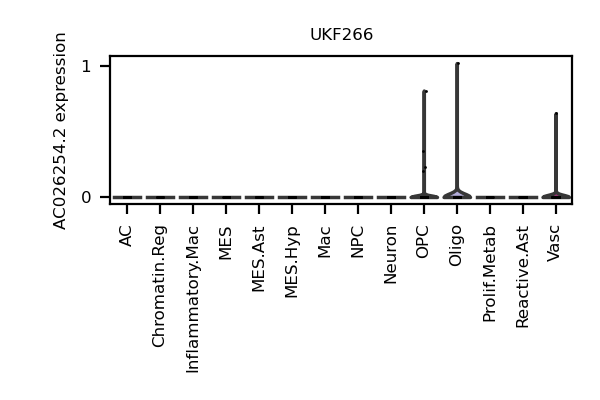 UKF266
AC026254.2 expression
1
0
AC
Chromatin.Reg
Inflammatory.Mac
MES
MES.Ast
MES.Hyp
Mac
NPC
Neuron
OPC
Oligo
Prolif.Metab
Reactive.Ast
Vasc